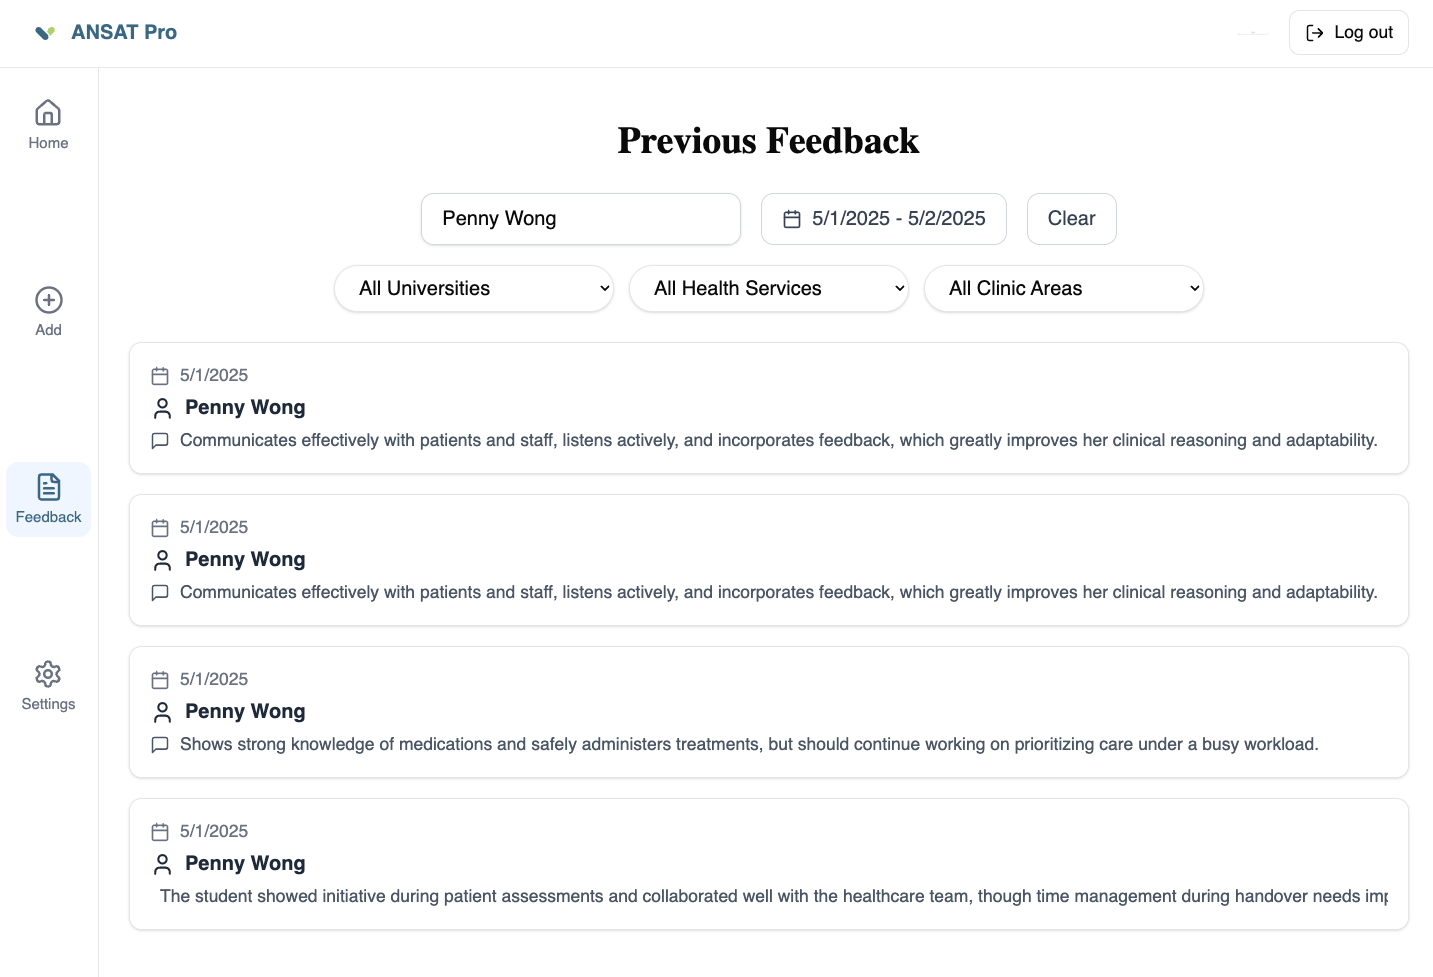 ANSAT Pro
Log out
Home
Add
Feedback
Settings
Previous Feedback
Penny Wong
5/1/2025 - 5/2/2025
Clear
All Universities
All Health Services
All Clinic Areas
5/1/2025
Penny Wong
Communicates effectively with patients and staff, listens actively, and incorporates feedback, which greatly improves her clinical reasoning and adaptability.
5/1/2025
Penny Wong
Communicates effectively with patients and staff, listens actively, and incorporates feedback, which greatly improves her clinical reasoning and adaptability.
5/1/2025
Penny Wong
Shows strong knowledge of medications and safely administers treatments, but should continue working on prioritizing care under a busy workload.
5/1/2025
Penny Wong
The student showed initiative during patient assessments and collaborated well with the healthcare team, though time management during handover needs imp